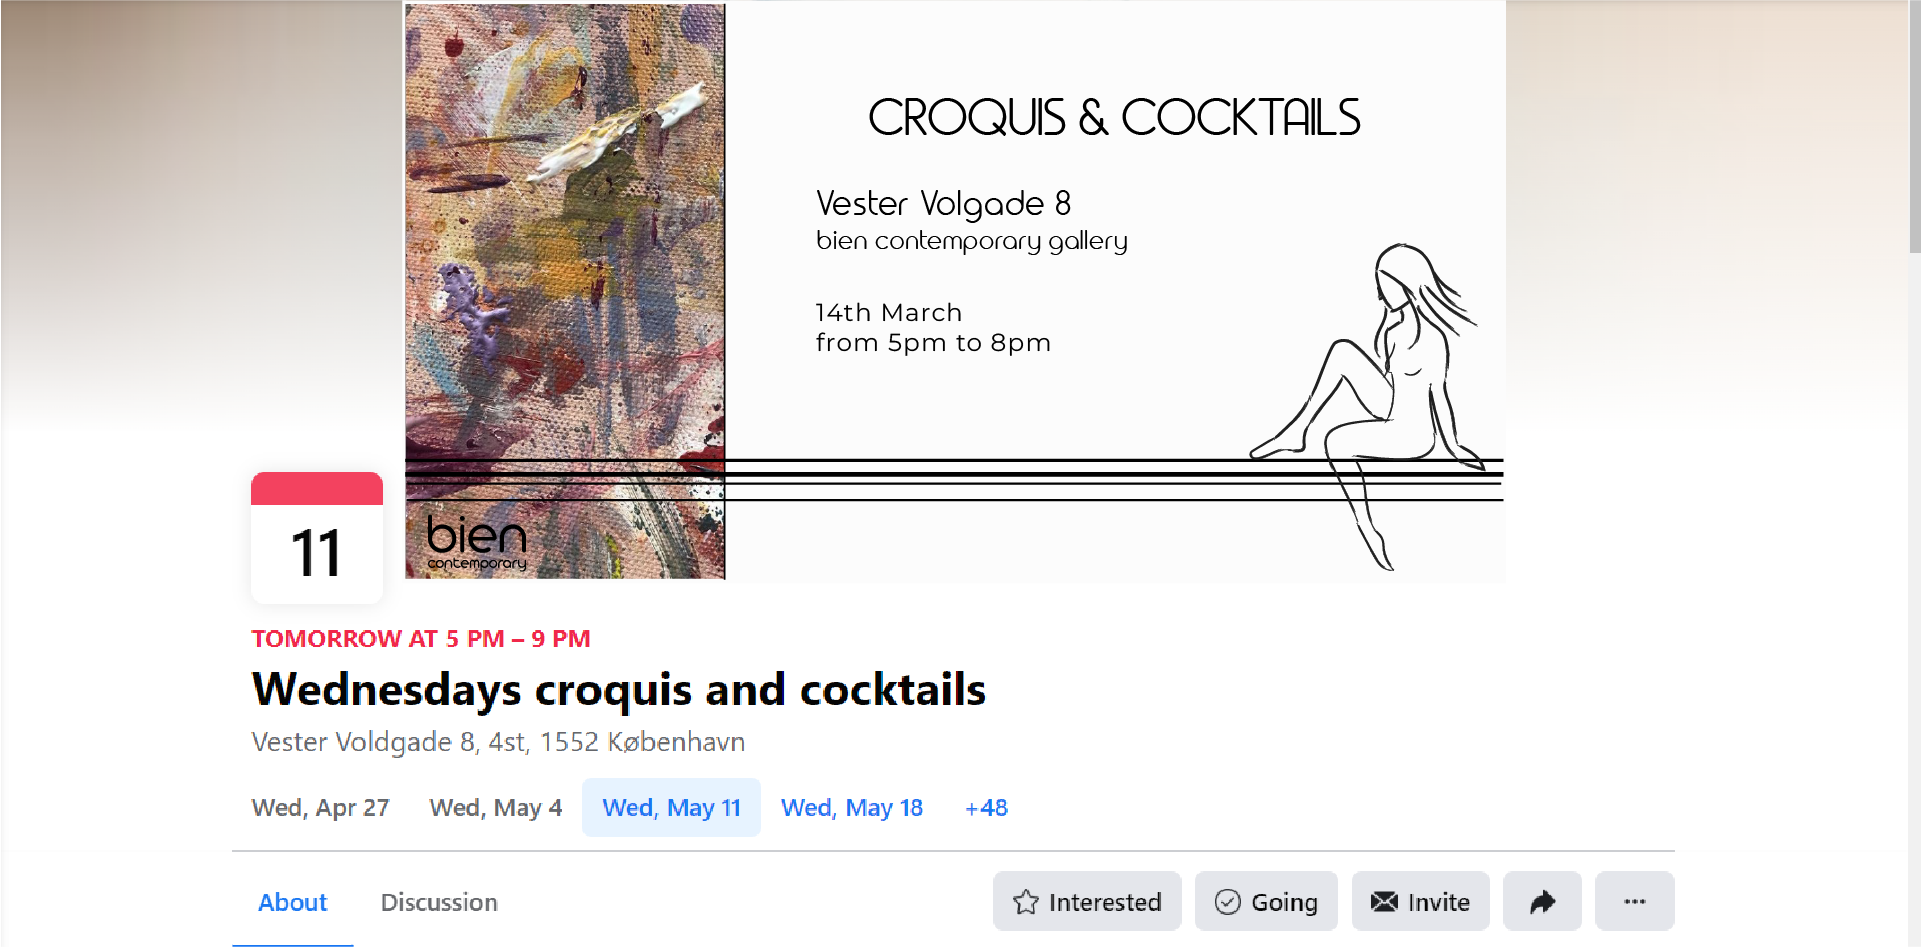 CROQUIS & COCKTAILS
Vester Volgade 8
bien contemporary gallery
14th March
from 5pm to 8pm
bien
contemporary
11
TOMORROW AT 5 PM – 9 PM
Wednesdays croquis and cocktails
Vester Voldgade 8, 4st, 1552 København
Wed, Apr 27 Wed, May 4 Wed, May 11 Wed, May 18 +48
About Discussion Interested Going Invite